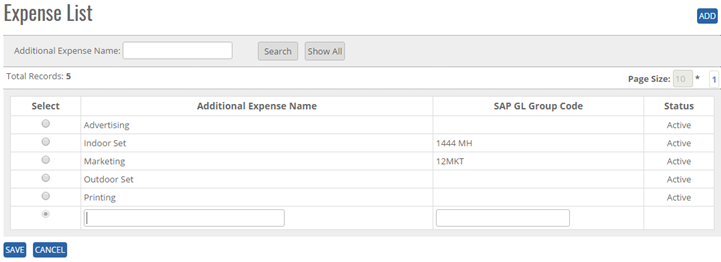 Expense List
ADD
Additional Expense Name: Search Show All
Total Records: 5
Page Size: 10 * 1
Select Additional Expense Name SAP GL Group Code Status
Advertising Active
Indoor Set 1444 MH Active
Marketing 12MKT Active
Outdoor Set Active
Printing Active
SAVE CANCEL